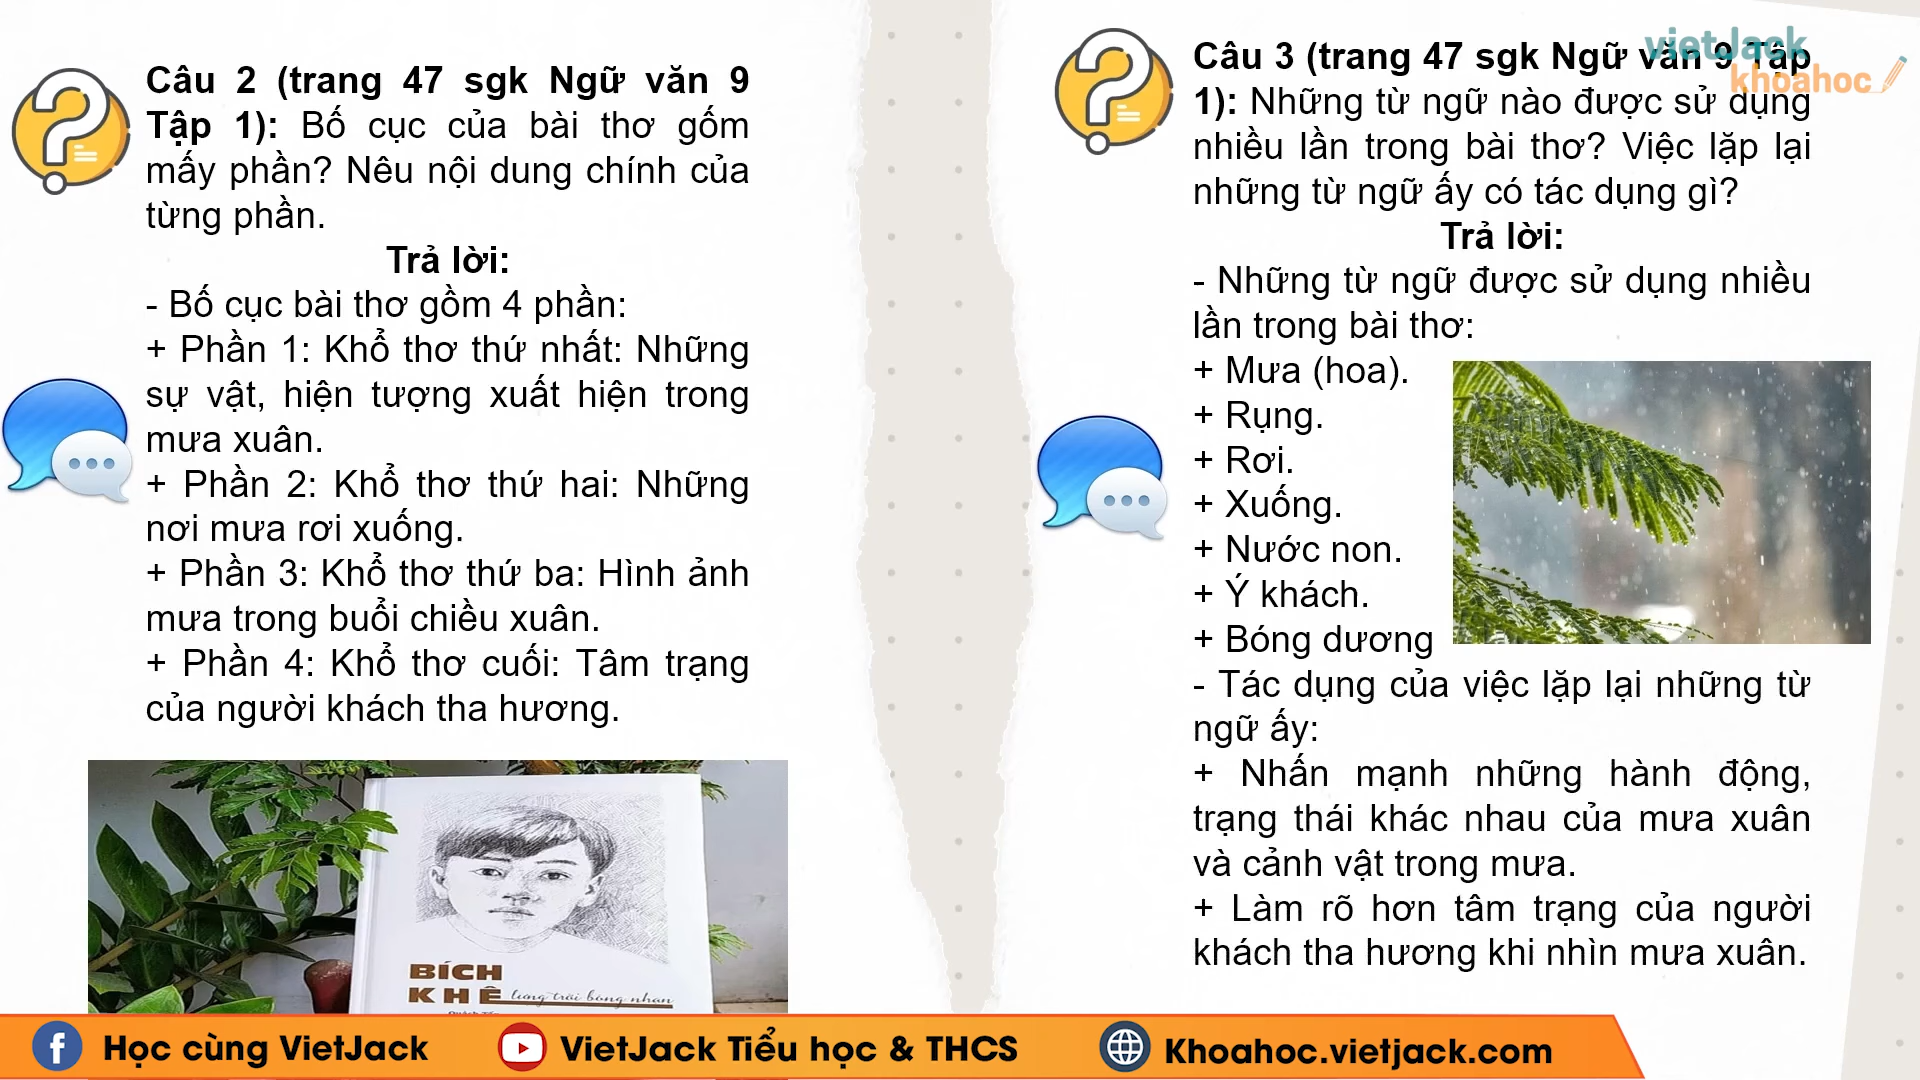 Câu 2 (trang 47 sgk Ngữ văn 9
Tập 1): Bố cục của bài thơ gốm
mấy phần? Nêu nội dung chính của
từng phần.
Trả lời:
- Bố cục bài thơ gồm 4 phần:
+ Phần 1: Khổ thơ thứ nhất: Những
sự vật, hiện tượng xuất hiện trong
mưa xuân.
+ Phần 2: Khổ thơ thứ hai: Những
nơi mưa rơi xuống.
+ Phần 3: Khổ thơ thứ ba: Hình ảnh
mưa trong buổi chiều xuân.
+ Phần 4: Khổ thơ cuối: Tâm trạng
của người khách tha hương.
BÍCH
KHÊ lừng trôi bóng nhạn
vietJack
khoahoc
Câu 3 (trang 47 sgk Ngữ văn 9 Tập
1): Những từ ngữ nào được sử dụng
nhiều lần trong bài thơ? Việc lặp lại
những từ ngữ ấy có tác dụng gì?
Trả lời:
- Những từ ngữ được sử dụng nhiều
lần trong bài thơ:
+ Mưa (hoa).
+ Rụng.
+ Rơi.
+ Xuống.
+ Nước non.
+ Ý khách.
+ Bóng dương
- Tác dụng của việc lặp lại những từ
ngữ ấy:
+ Nhấn mạnh những hành động,
trạng thái khác nhau của mưa xuân
và cảnh vật trong mưa.
+ Làm rõ hơn tâm trạng của người
khách tha hương khi nhìn mưa xuân.
Học cùng VietJack
VietJack Tiểu học & THCS
Khoahoc.vietjack.com